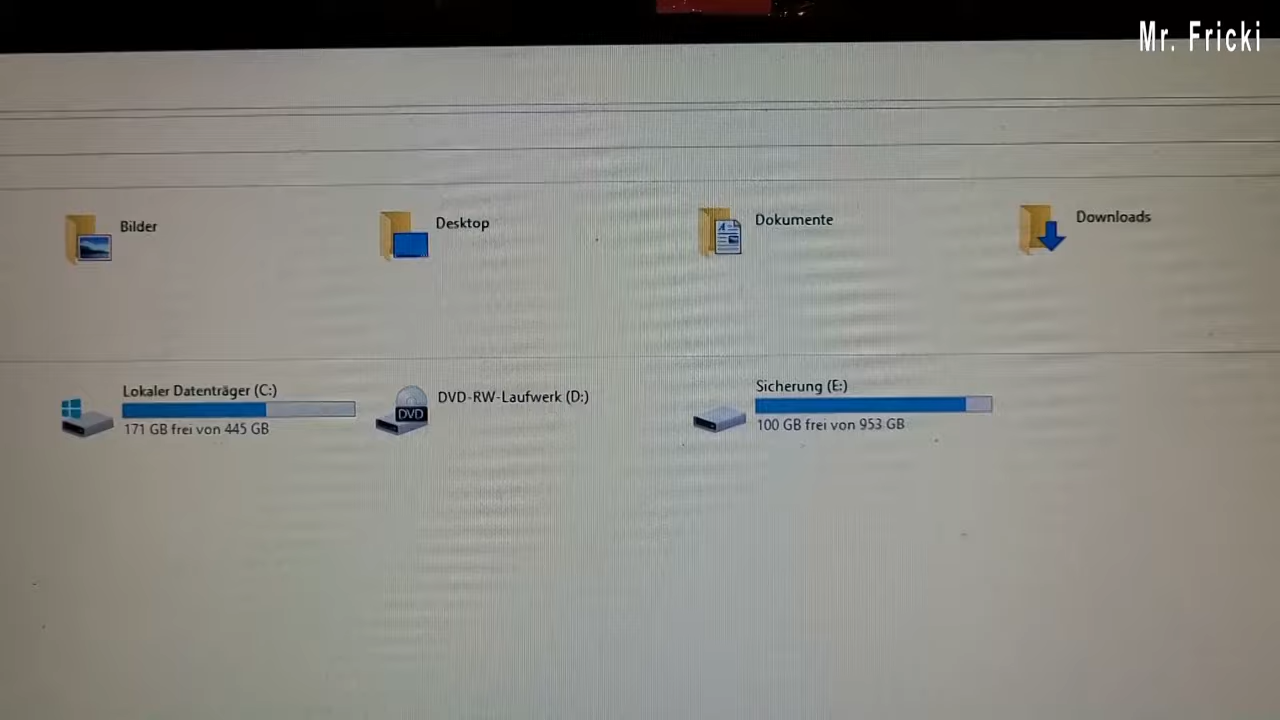 Mr. Fricki
Bilder
Desktop
Dokumente
Downloads
Lokaler Datenträger (C:)
171 GB frei von 445 GB
DVD
DVD-RW-Laufwerk (D:)
Sicherung (E:)
100 GB frei von 953 GB